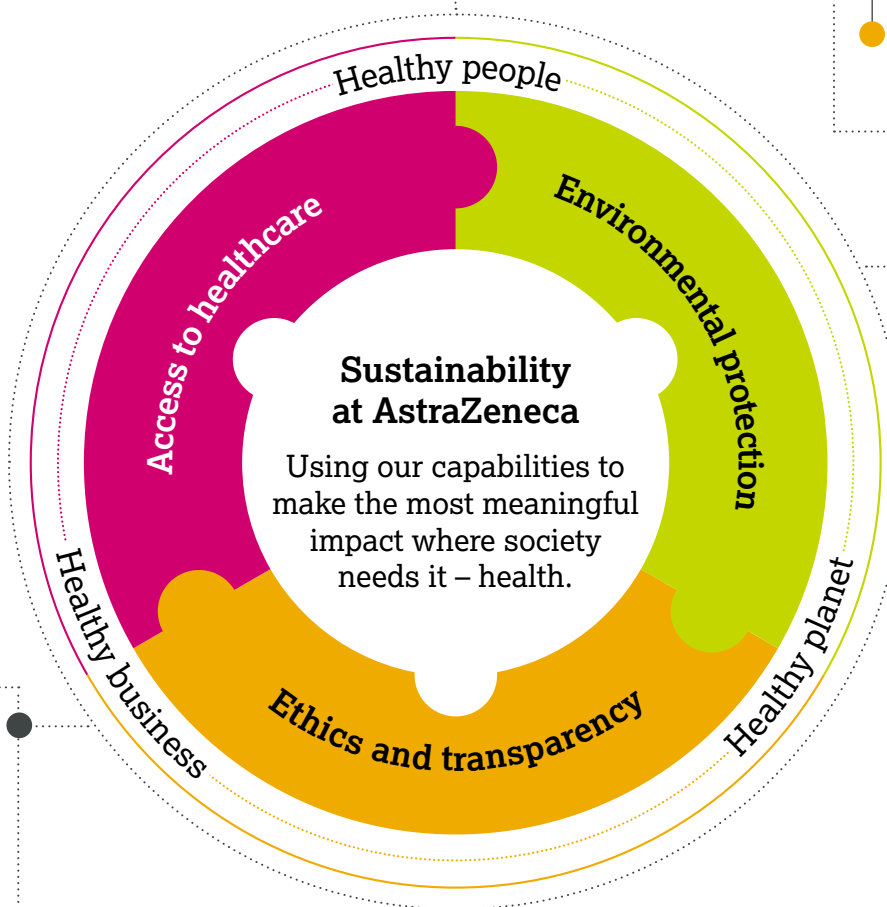 Healthy people
Access to healthcare
Environmental protection
Sustainability
at AstraZeneca
Using our capabilities to
make the most meaningful
impact where society
needs it – health.
Healthy business
Ethics and transparency
Healthy planet